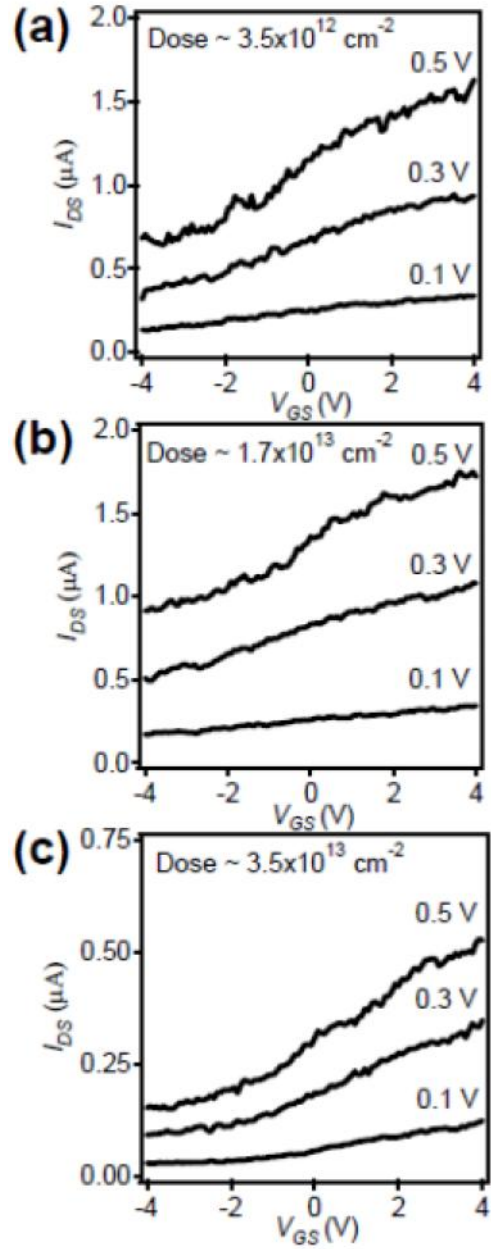 (a)
Dose ~ 3.5x10¹² cm⁻²
2.0
1.5
1.0
0.5
0.0
I_DS (μA)
0.5 V
0.3 V
0.1 V
-4 -2 0 2 4
V_GS (V)
(b)
Dose ~ 1.7x10¹³ cm⁻²
2.0
1.5
1.0
0.5
0.0
I_DS (μA)
0.5 V
0.3 V
0.1 V
-4 -2 0 2 4
V_GS (V)
(c)
Dose ~ 3.5x10¹³ cm⁻²
0.75
0.50
0.25
0.00
I_DS (μA)
0.5 V
0.3 V
0.1 V
-4 -2 0 2 4
V_GS (V)